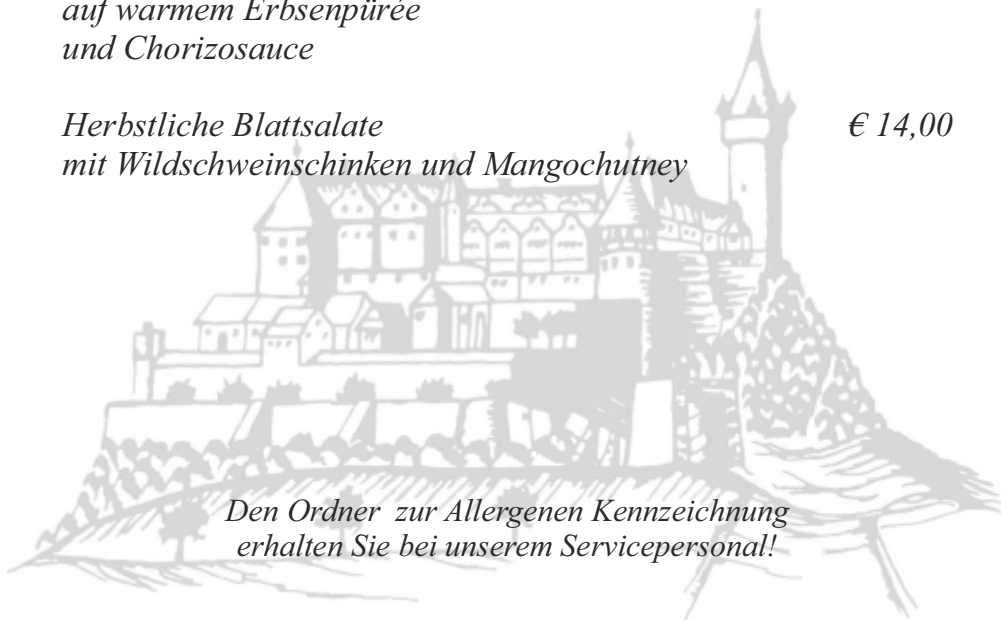 auf warmem Erbsenpürée
und Chorizosauce
Herbstliche Blattsalate € 14,00
mit Wildschweinschinken und Mangochutney
Den Ordner zur Allergenen Kennzeichnung
erhalten Sie bei unserem Servicepersonal!